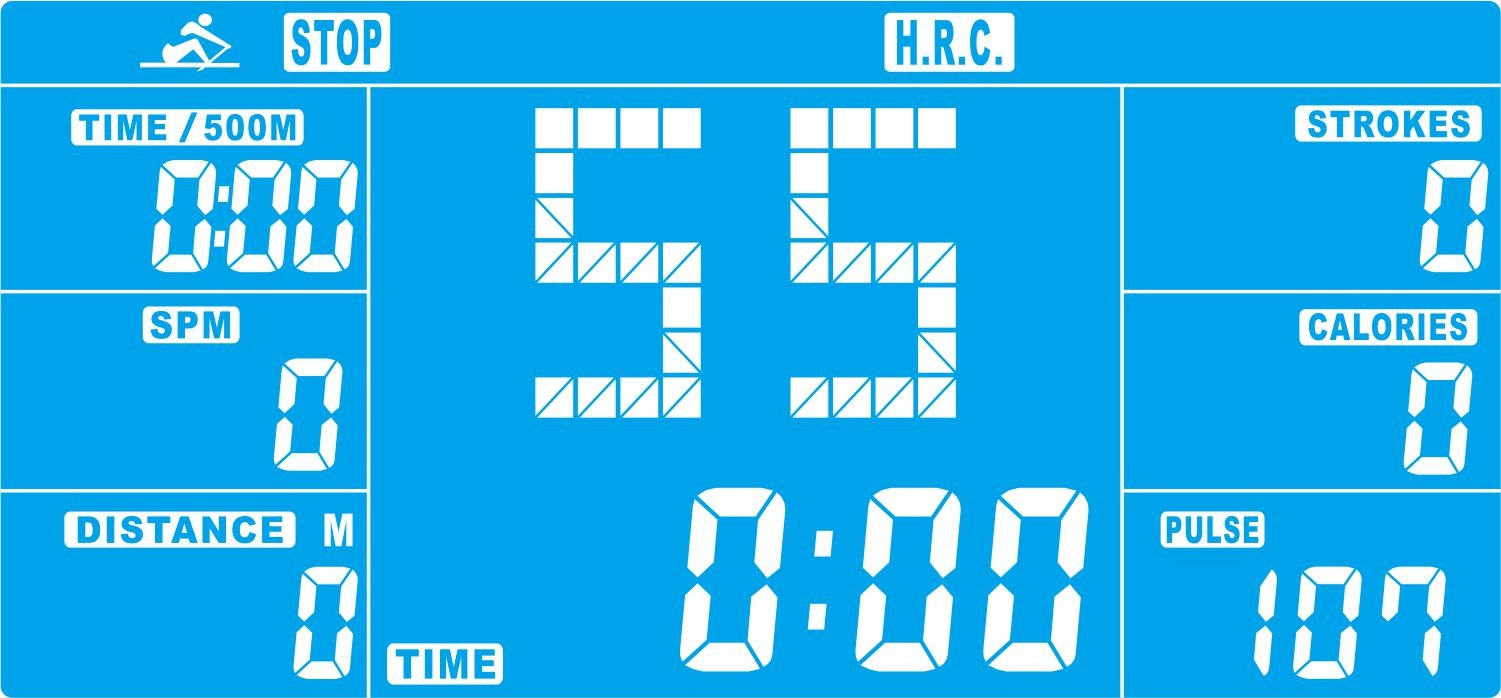 STOP H.R.C.
TIME / 500M
0:00
SPM
0
DISTANCE M
0
55
TIME 0:00
STROKES
0
CALORIES
0
PULSE
107